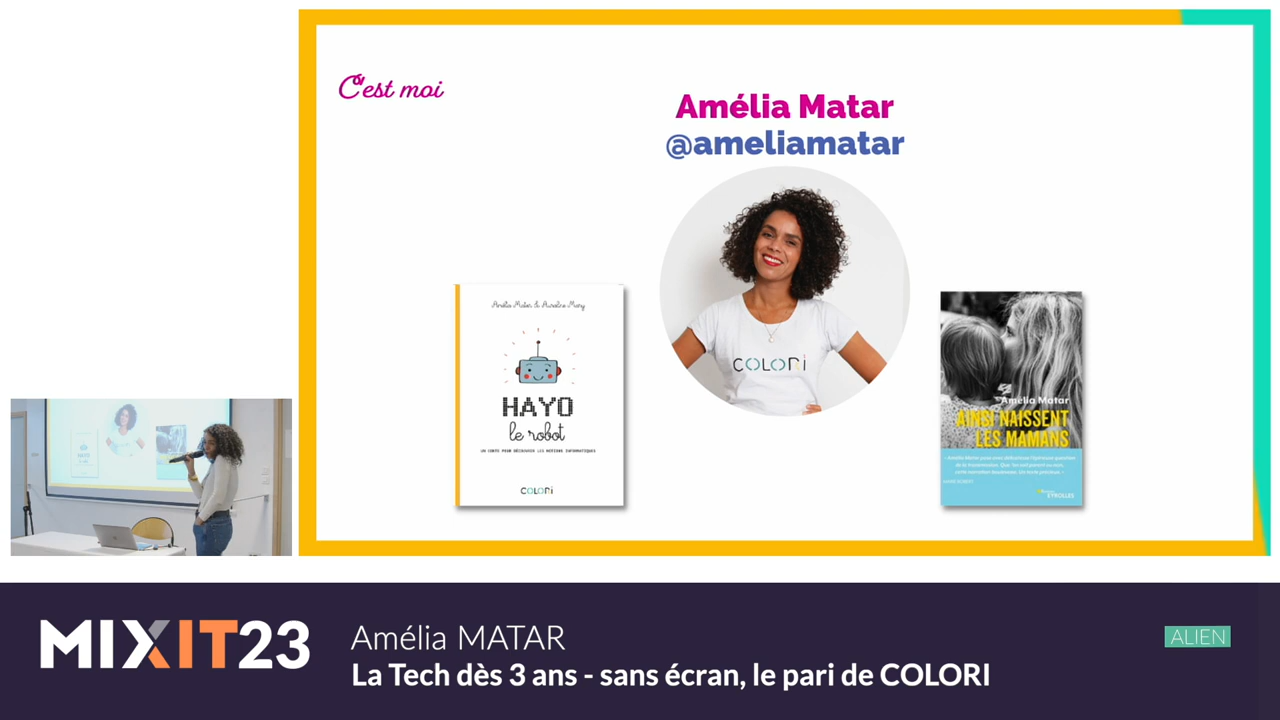 C'est moi
Amélia Matar
@ameliamatar
COLORI
Amélia Matar & Aurélie Mary
HAYO
le robot
UN CONTE POUR DÉCOUVRIR LES NOTIONS INFORMATIQUES
COLORI
Amélia Matar
AINSI NAISSENT
LES MAMANS
EYROLLES
MIXIT23
Amélia MATAR
La Tech dès 3 ans - sans écran, le pari de COLORI
ALIEN